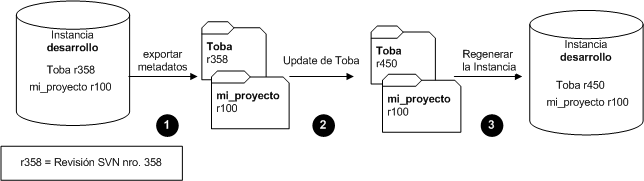 Instancia
desarrollo
Toba r358
mi_proyecto r100
exportar
metadatos
1
Toba
r358
mi_proyecto
r100
Update de Toba
2
Toba
r450
mi_proyecto
r100
Regenerar
la Instancia
3
Instancia
desarrollo
Toba r450
mi_proyecto r100
r358 = Revisión SVN nro. 358